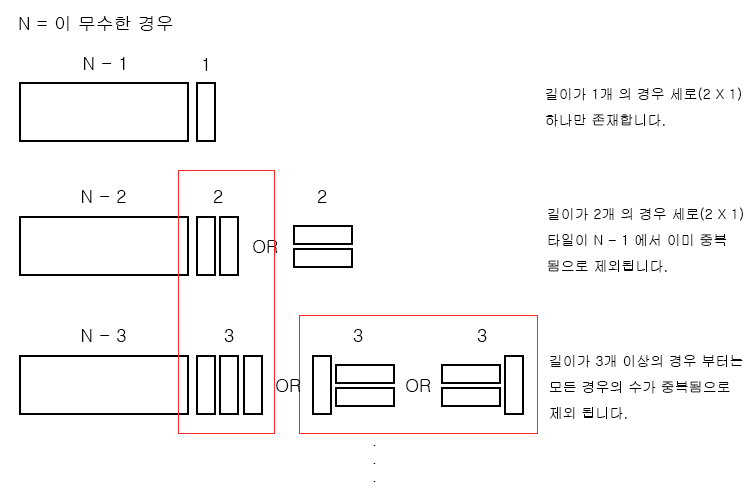 N = 이 무수한 경우
N - 1 1
길이가 1개 의 경우 세로(2 X 1)
하나만 존재합니다.
N - 2 2 2
OR
길이가 2개 의 경우 세로(2 X 1)
타일이 N - 1 에서 이미 중복
됨으로 제외됩니다.
N - 3 3 3 3
OR OR
길이가 3개 이상의 경우 부터는
모든 경우의 수가 중복됨으로
제외 됩니다.
.
.
.